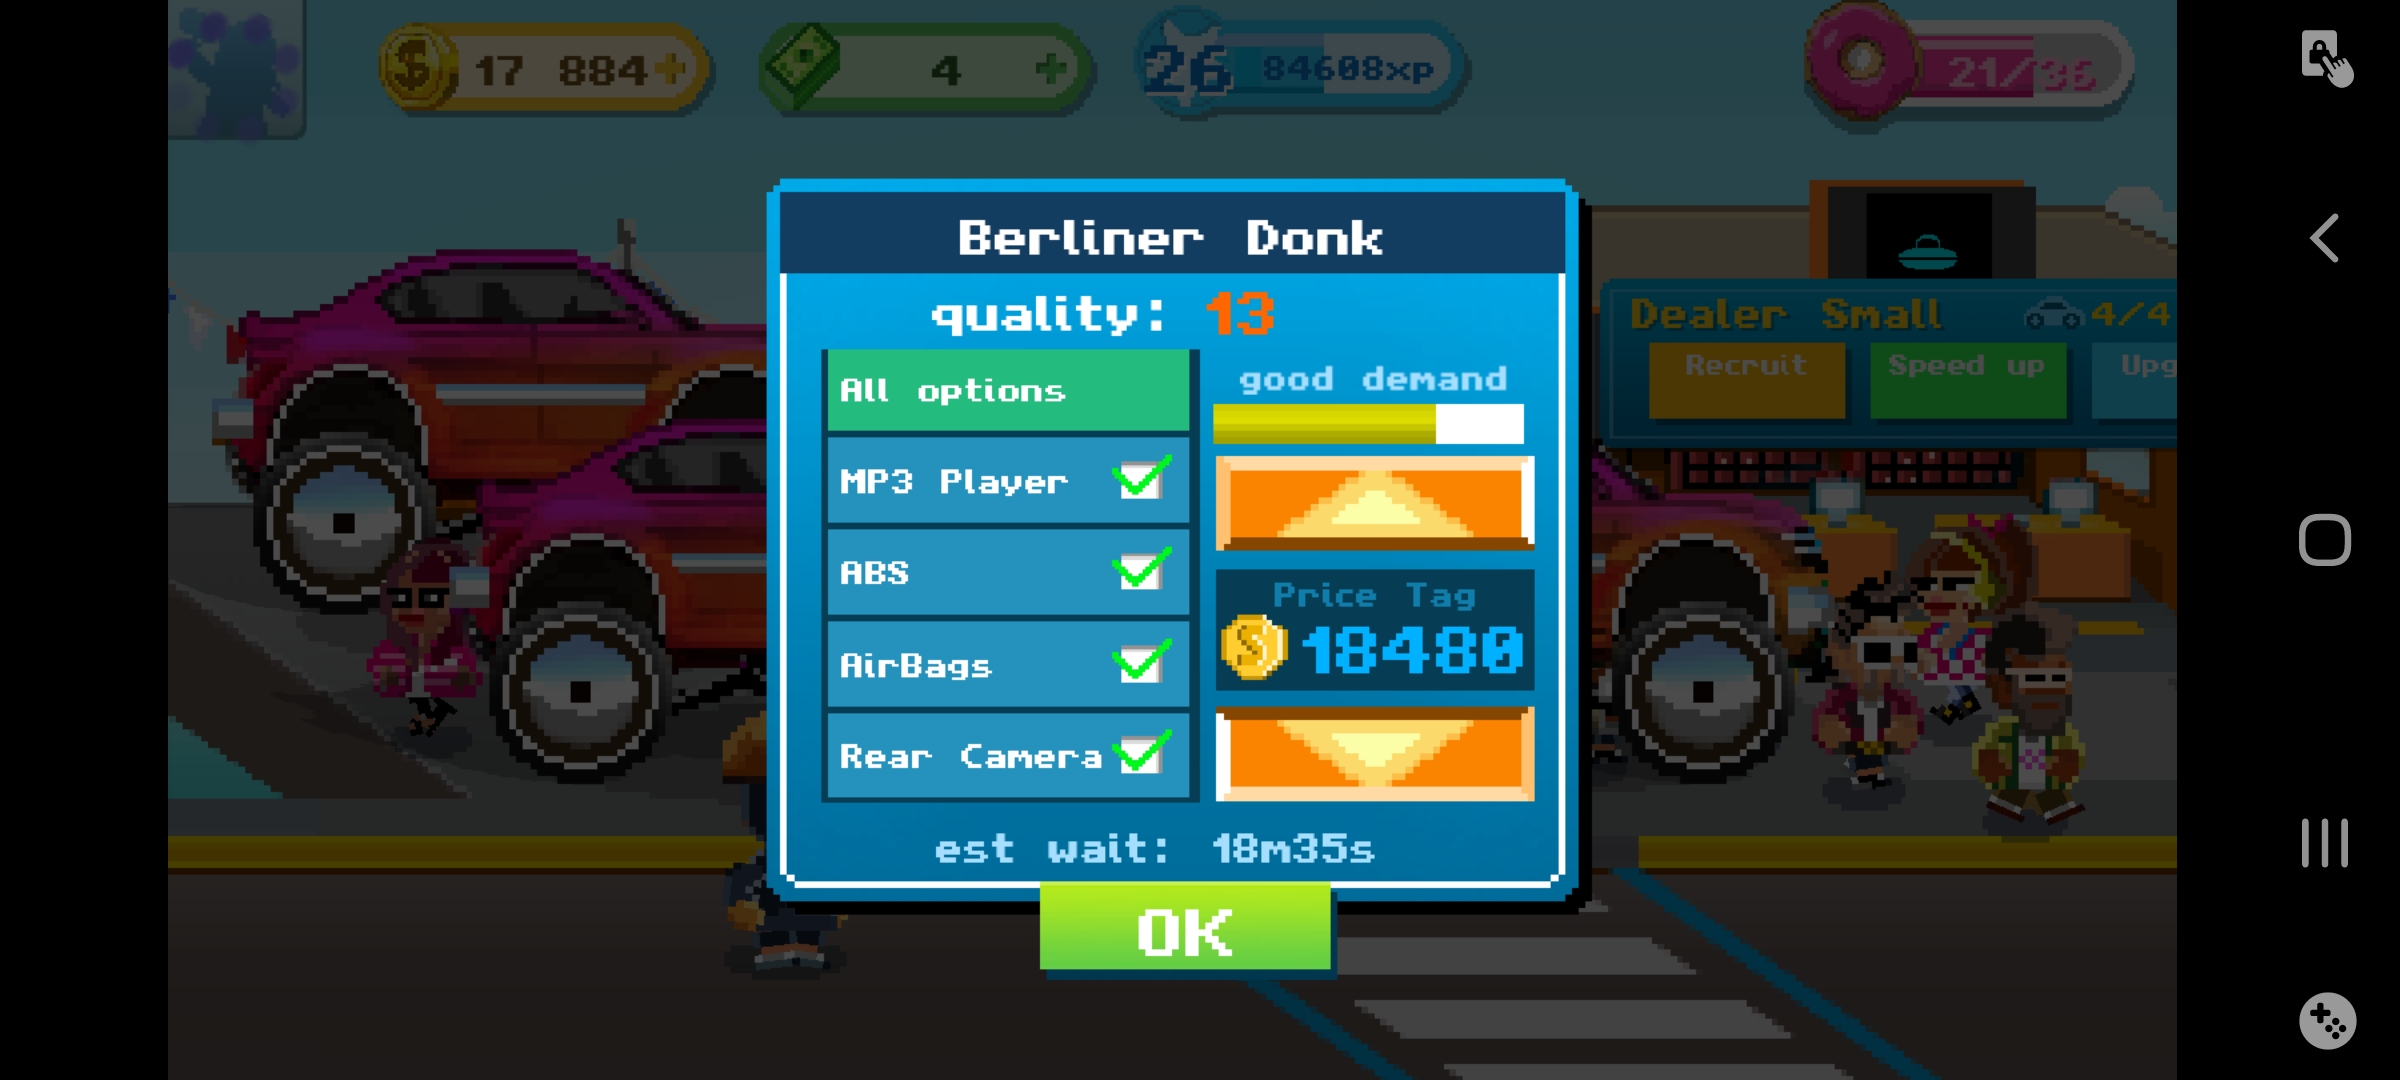 17 884
4
26 84608xp
21/36
Berliner Donk
quality: 13
All options
MP3 Player
ABS
AirBags
Rear Camera
good demand
Price Tag
18480
est wait: 18m35s
OK
Dealer Small 4/4
Recruit
Speed up
Upg